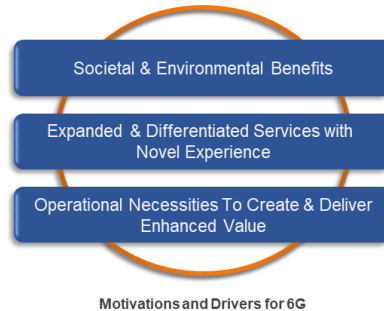 Societal & Environmental Benefits
Expanded & Differentiated Services with
Novel Experience
Operational Necessities To Create & Deliver
Enhanced Value
Motivations and Drivers for 6G